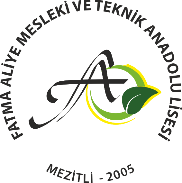 FATMA ALİYE MESLEKİ VE TEKNİK ANADOLU LİSESİ
A
MEZİTLİ - 2005